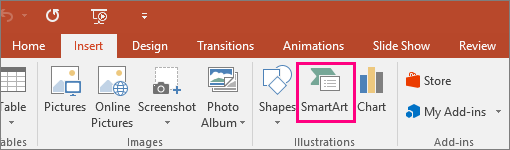 Home Insert Design Transitions Animations Slide Show Review
Table Pictures Online Pictures Screenshot Photo Album Shapes SmartArt Chart Store
My Add-ins
ables Images Illustrations Add-ins